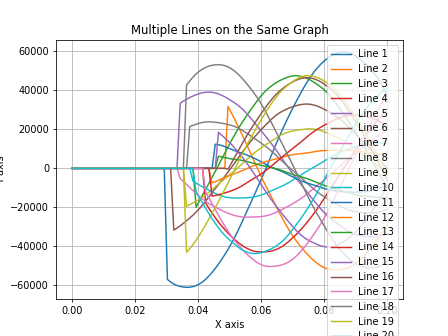 Multiple Lines on the Same Graph
60000
40000
20000
0
−20000
−40000
−60000
axis
0.00
0.02
0.04
0.06
X axis
Line 1
Line 2
Line 3
Line 4
Line 5
Line 6
Line 7
Line 8
Line 9
Line 10
Line 11
Line 12
Line 13
Line 14
Line 15
Line 16
Line 17
Line 18
Line 19
Line 20